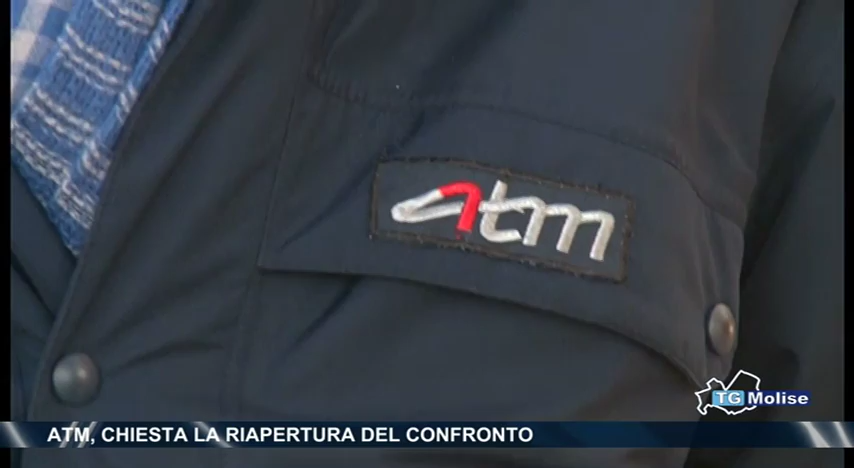 atm
TG Molise
ATM, CHIESTA LA RIAPERTURA DEL CONFRONTO